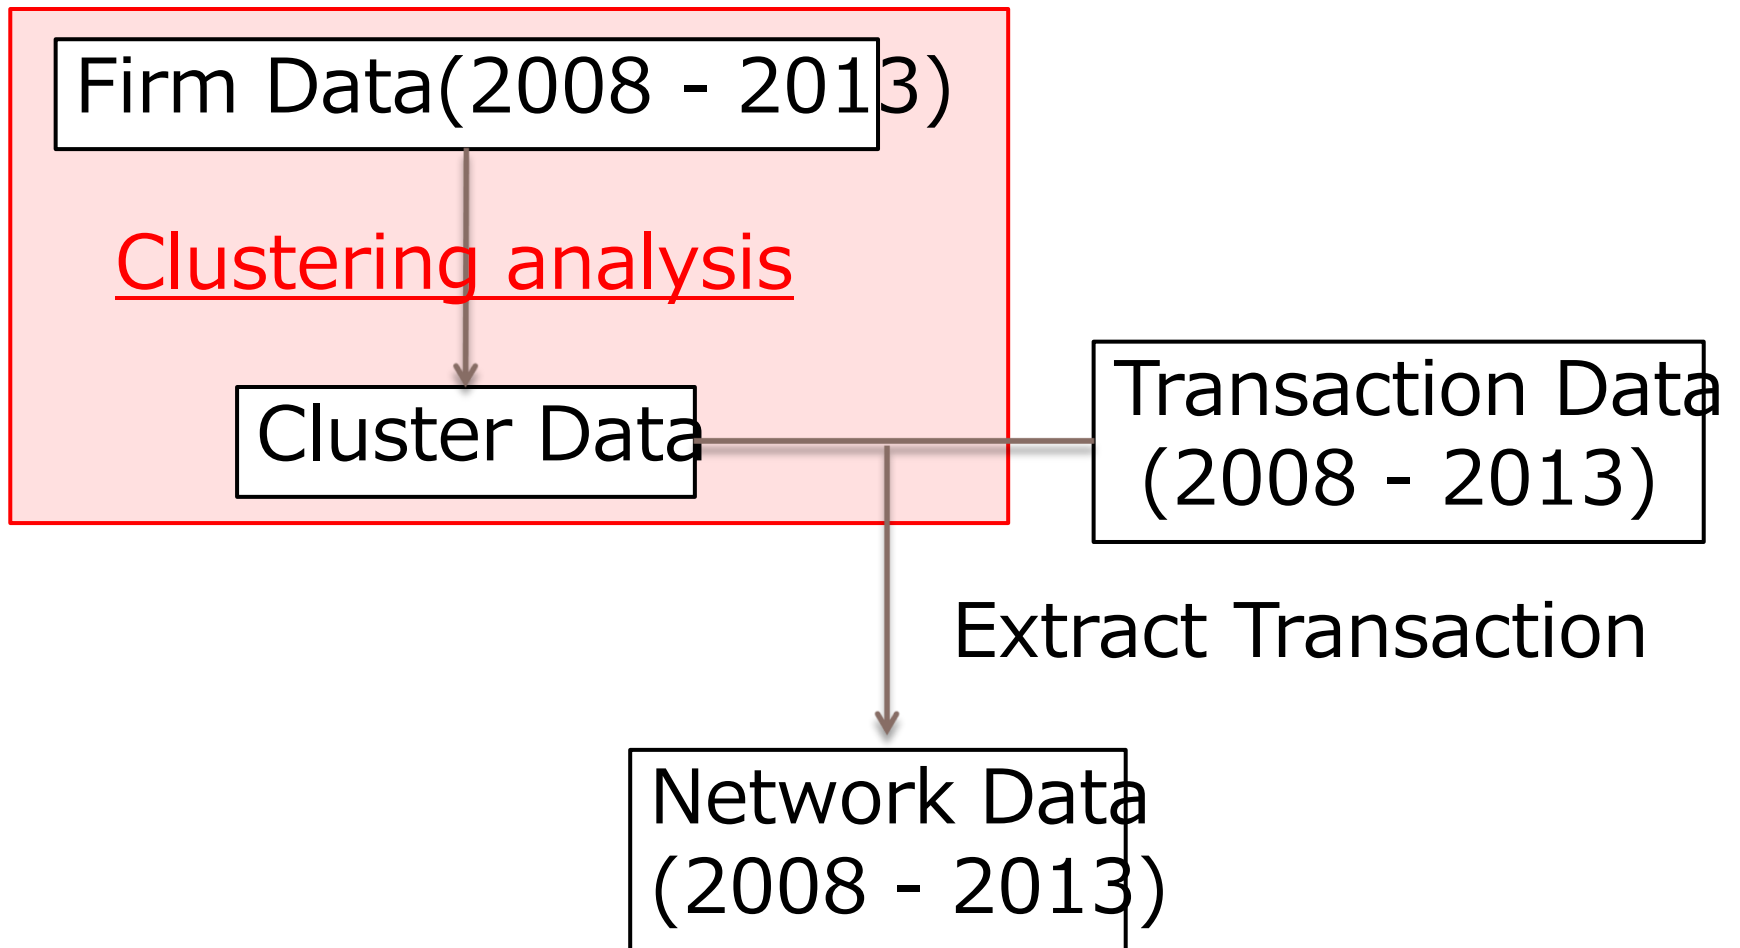 Firm Data(2008 - 2013)
Clustering analysis
Cluster Data
Transaction Data
(2008 - 2013)
Extract Transaction
Network Data
(2008 - 2013)